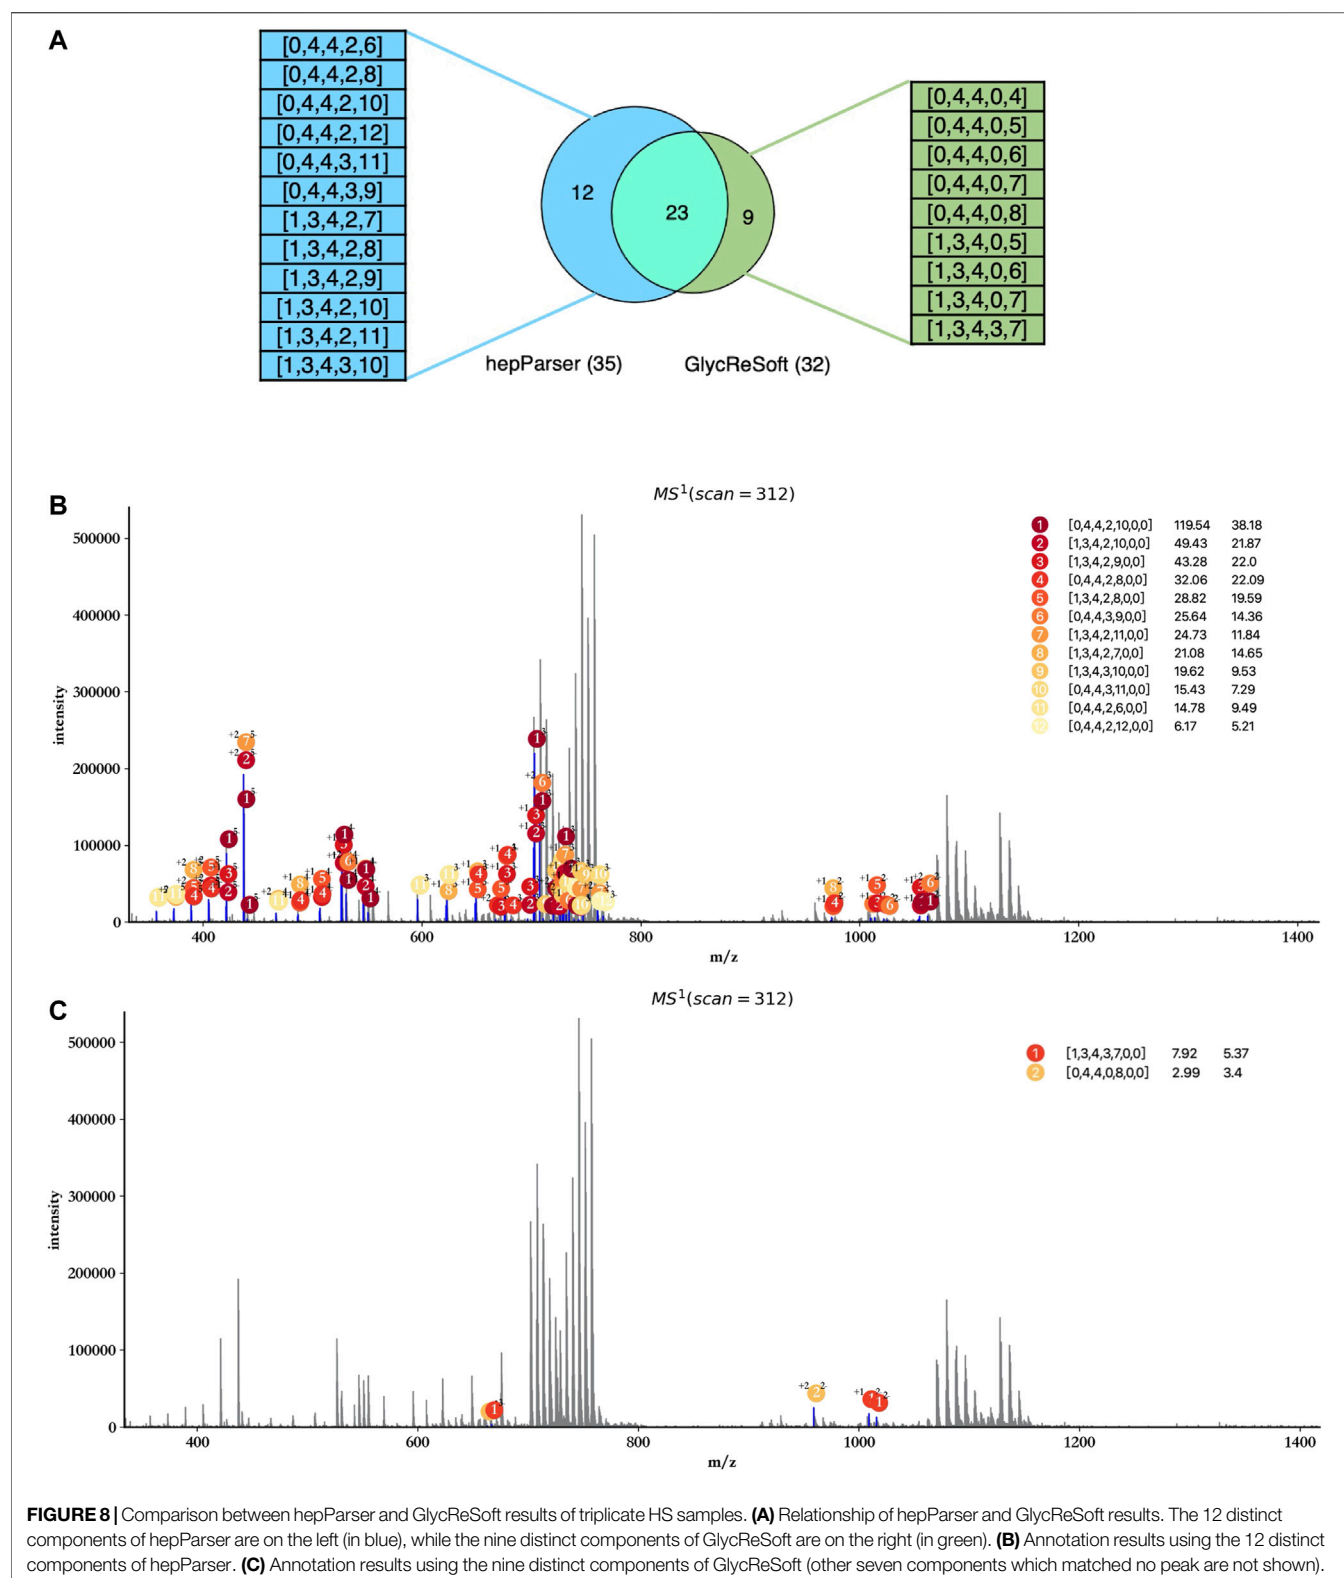 A
[0,4,4,2,6]
[0,4,4,2,8]
[0,4,4,2,10]
[0,4,4,2,12]
[0,4,4,3,11]
[0,4,4,3,9]
[1,3,4,2,7]
[1,3,4,2,8]
[1,3,4,2,9]
[1,3,4,2,10]
[1,3,4,2,11]
[1,3,4,3,10]
12
23
9
hepParser (35)
GlycReSoft (32)
[0,4,4,0,4]
[0,4,4,0,5]
[0,4,4,0,6]
[0,4,4,0,7]
[0,4,4,0,8]
[1,3,4,0,5]
[1,3,4,0,6]
[1,3,4,0,7]
[1,3,4,3,7]
B
MS¹(scan = 312)
1 [0,4,4,2,10,0,0] 119.54 38.18
2 [1,3,4,2,10,0,0] 49.43 21.87
3 [1,3,4,2,9,0,0] 43.28 22.0
4 [0,4,4,2,8,0,0] 32.06 22.09
5 [1,3,4,2,8,0,0] 28.82 19.59
6 [0,4,4,3,9,0,0] 25.64 14.36
7 [1,3,4,2,11,0,0] 24.73 11.84
8 [1,3,4,2,7,0,0] 21.08 14.65
9 [1,3,4,3,10,0,0] 19.62 9.53
10 [0,4,4,3,11,0,0] 15.43 7.29
11 [0,4,4,2,6,0,0] 14.78 9.49
12 [0,4,4,2,12,0,0] 6.17 5.21
intensity
500000
400000
300000
200000
100000
0
400 600 800 1000 1200 1400
m/z
C
MS¹(scan = 312)
1 [1,3,4,3,7,0,0] 7.92 5.37
2 [0,4,4,0,8,0,0] 2.99 3.4
intensity
500000
400000
300000
200000
100000
0
400 600 800 1000 1200 1400
m/z
FIGURE 8 | Comparison between hepParser and GlycReSoft results of triplicate HS samples. (A) Relationship of hepParser and GlycReSoft results. The 12 distinct
components of hepParser are on the left (in blue), while the nine distinct components of GlycReSoft are on the right (in green). (B) Annotation results using the 12 distinct
components of hepParser. (C) Annotation results using the nine distinct components of GlycReSoft (other seven components which matched no peak are not shown).